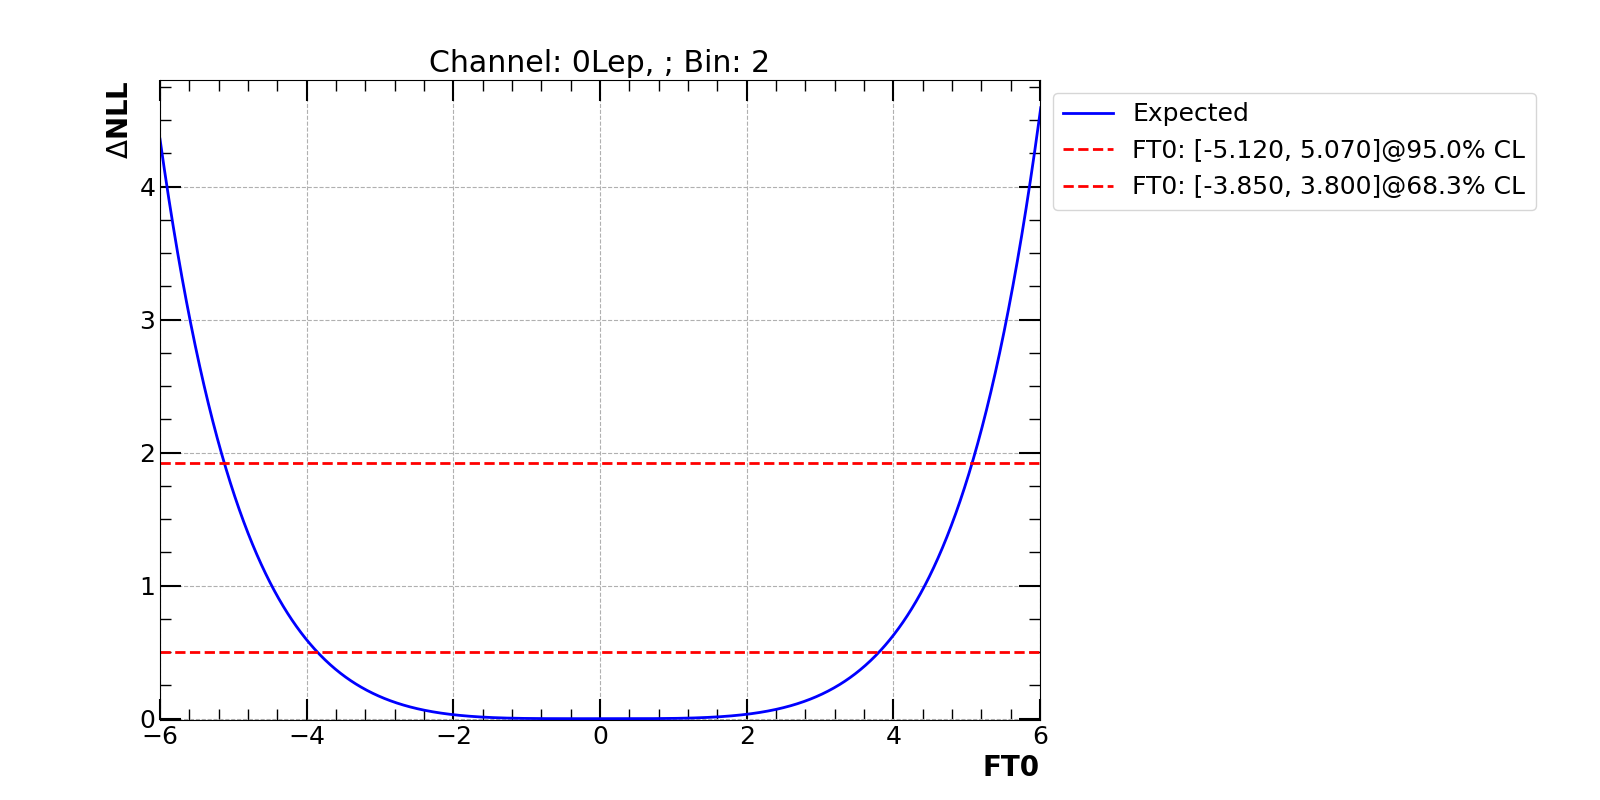 Channel: 0Lep, ; Bin: 2
ΔNLL
Expected
FT0: [-5.120, 5.070]@95.0% CL
FT0: [-3.850, 3.800]@68.3% CL
4
3
2
1
0
−6 −4 −2 0 2 4 6
FT0